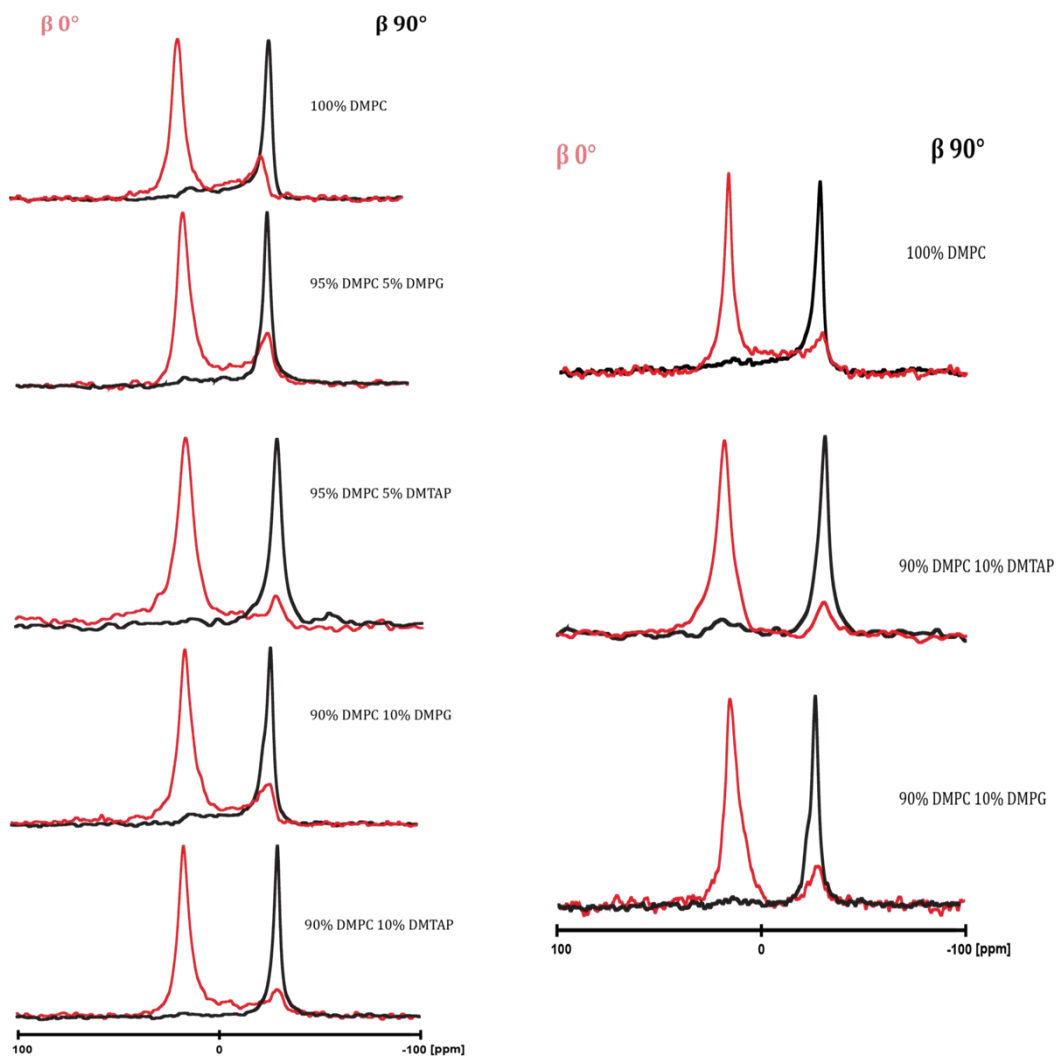 β 0°
β 90°
100% DMPC
95% DMPC 5% DMPG
95% DMPC 5% DMTAP
90% DMPC 10% DMPG
90% DMPC 10% DMTAP
100 0 -100 [ppm]
β 0°
β 90°
100% DMPC
90% DMPC 10% DMTAP
90% DMPC 10% DMPG
100 0 -100 [ppm]